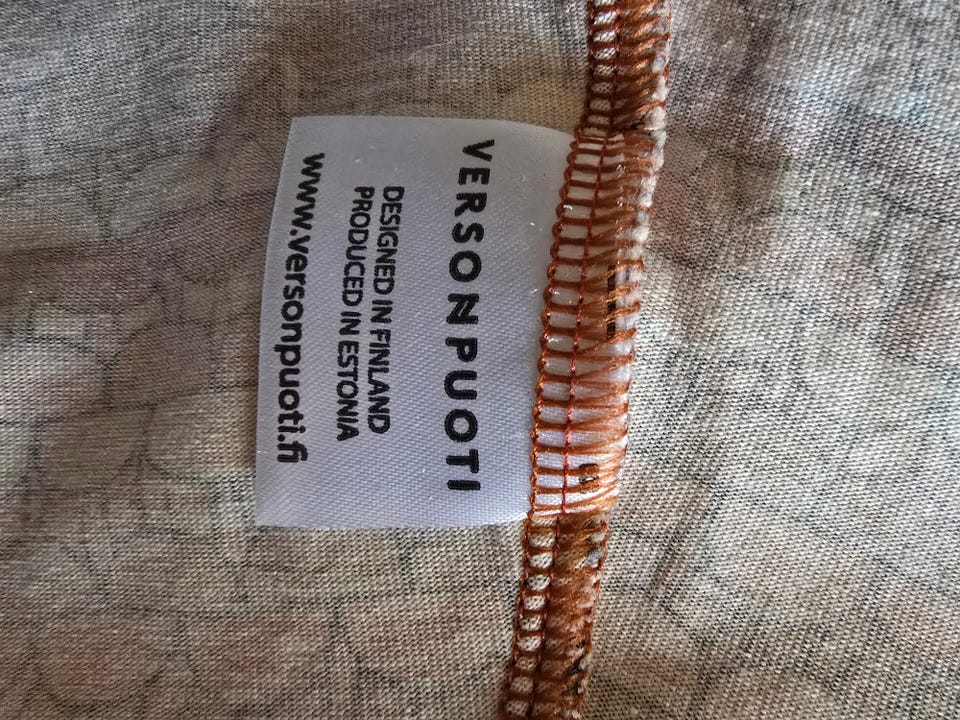 VERSONPUOTI
DESIGNED IN FINLAND
PRODUCED IN ESTONIA
www.versonpuoti.fi